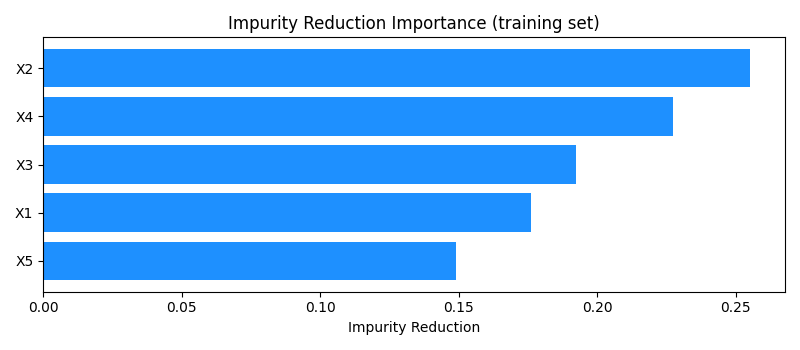 Impurity Reduction Importance (training set)
X2
X4
X3
X1
X5
0.00 0.05 0.10 0.15 0.20 0.25
Impurity Reduction